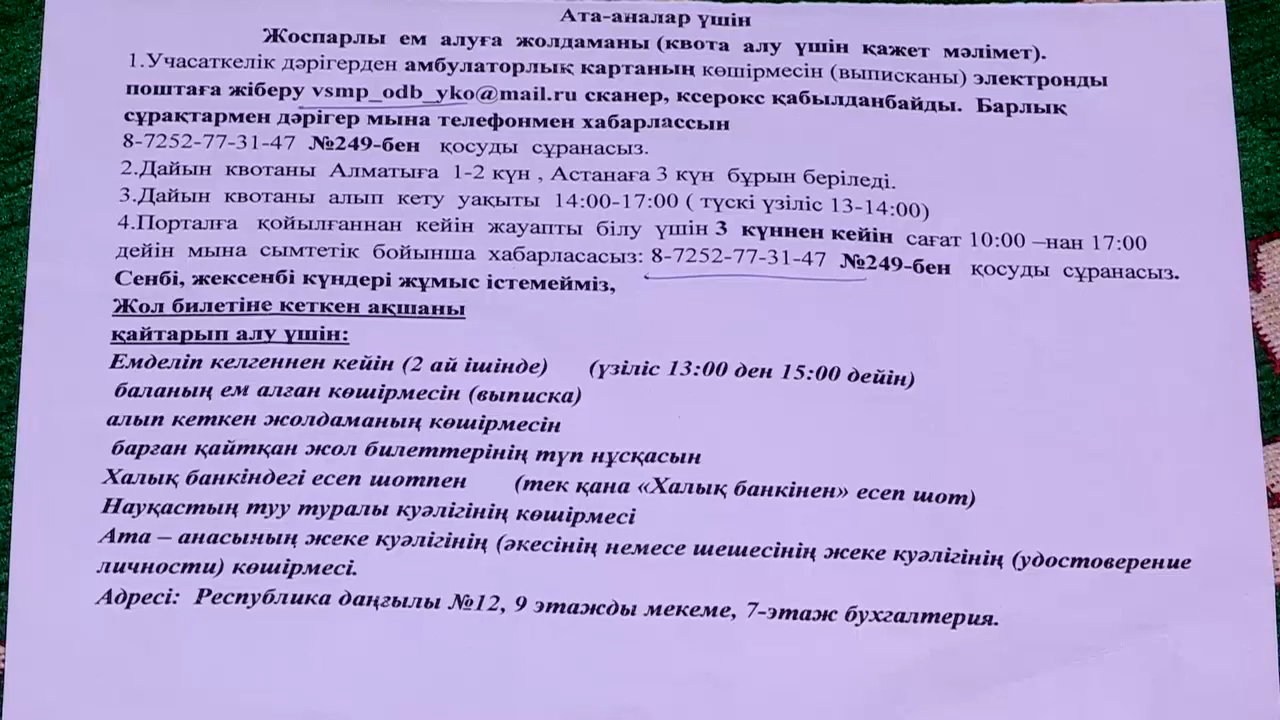 Ата-аналар үшін
Жоспарлы ем алуға жолдаманы (квота алу үшін қажет мәлімет).
1.Учасаткелік дәрігерден амбулаторлық картаның көшірмесін (выписканы) электронды
поштаға жіберу vsmp_odb_yko@mail.ru сканер, ксерокс қабылданбайды. Барлық
сұрақтармен дәрігер мына телефонмен хабарлассын
8-7252-77-31-47 №249-бен қосуды сұранасыз.
2.Дайын квотаны Алматыға 1-2 күн , Астанаға 3 күн бұрын беріледі.
3.Дайын квотаны алып кету уақыты 14:00-17:00 ( түскі үзіліс 13-14:00)
4.Порталға қойылғаннан кейін жауапты білу үшін 3 күннен кейін сағат 10:00 –нан 17:00
дейін мына сымтетік бойынша хабарласасыз: 8-7252-77-31-47 №249-бен қосуды сұранасыз.
Сенбі, жексенбі күндері жұмыс істемейміз,
Жол билетіне кеткен ақшаны
қайтарып алу үшін:
Емделіп келгеннен кейін (2 ай ішінде) (үзіліс 13:00 ден 15:00 дейін)
баланың ем алған көшірмесін (выписка)
алып кеткен жолдаманың көшірмесін
барған қайтқан жол билеттерінің түп нұсқасын
Халық банкіндегі есеп шотпен (тек қана «Халық банкінен» есеп шот)
Науқастың туу туралы куәлігінің көшірмесі
Ата – анасының жеке куәлігінің (әкесінің немесе шешесінің жеке куәлігінің (удостоверение
личности) көшірмесі.
Адресі: Республика даңғылы №12, 9 этажды мекеме, 7-этаж бухгалтерия.